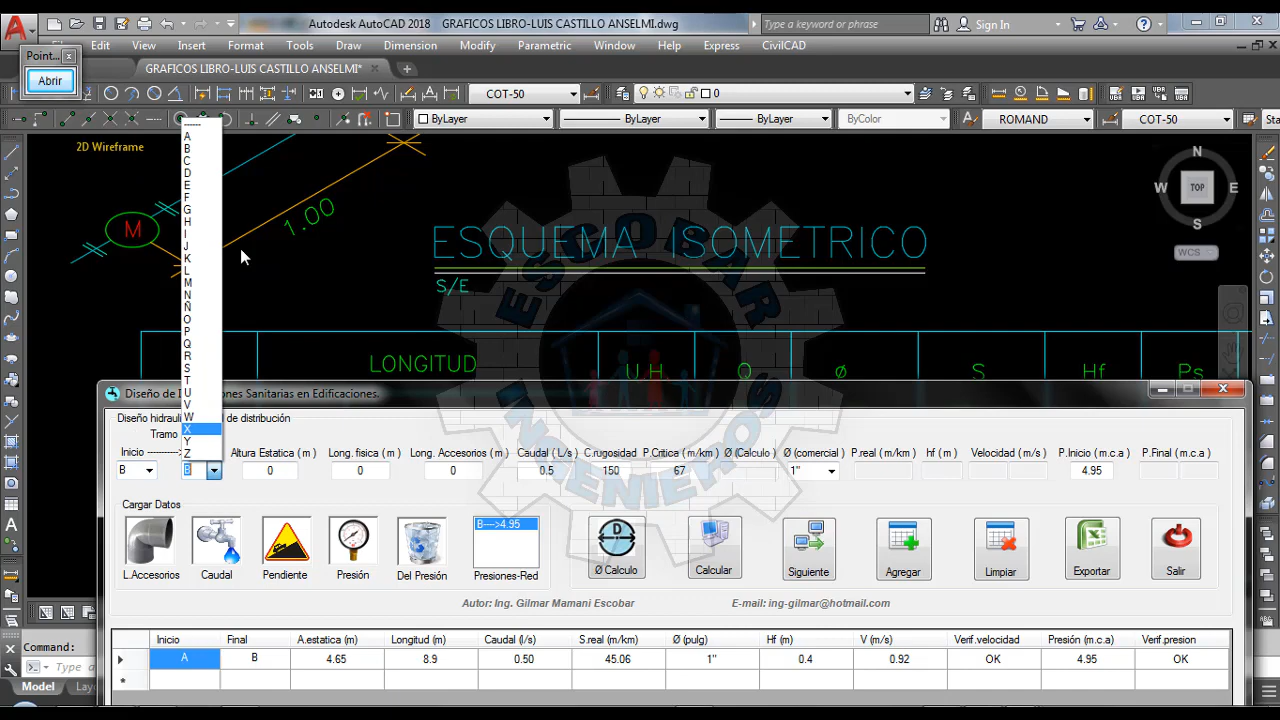 Autodesk AutoCAD 2018 GRAFICOS LIBRO-LUIS CASTILLO ANSELMI.dwg
Type a keyword or phrase
Sign In
Edit View Insert Format Tools Draw Dimension Modify Parametric Window Help Express CivilCAD
Point...
GRAFICOS LIBRO-LUIS CASTILLO ANSELMI*
Abrir
COT-50
0
ByLayer ByLayer ByLayer ByColor ROMAND COT-50 Sta
2D Wireframe
N
W TOP E
S
WCS
M
1.00
ESQUEMA ISOMETRICO
S/E
ESCOBAR
INGENIEROS
LONGITUD U.H. Q Ø S Hf Ps
------
A
B
C
D
E
F
G
H
I
J
K
L
M
N
Ñ
O
P
Q
R
S
T
U
V
W
X
Y
Z
Diseño de I ones Sanitarias en Edificaciones.
Diseño hidraúli de distribución
Tramo
Inicio --------> Altura Estatica ( m ) Long. fisica ( m ) Long. Accesorios ( m ) Caudal ( L/s ) C.rugosidad P.Critica ( m/km ) Ø (Calculo ) Ø (comercial ) P.real ( m/km ) hf ( m ) Velocidad ( m/s ) P.Inicio ( m.c.a ) P.Final ( m.c.a )
B B 0 0 0 0.5 150 67 1" 4.95
Cargar Datos
B---->4.95
L.Accesorios Caudal Pendiente Presión Del Presión Presiones-Red Ø Calculo Calcular Siguiente Agregar Limpiar Exportar Salir
Autor: Ing. Gilmar Mamani Escobar E-mail: ing-gilmar@hotmail.com
Inicio Final A.estatica (m) Longitud (m) Caudal (l/s) S.real (m/km) Ø (pulg) Hf (m) V (m/s) Verif.velocidad Presión (m.c.a) Verif.presion
A B 4.65 8.9 0.50 45.06 1" 0.4 0.92 OK 4.95 OK
Command:
Type a
Model Layo